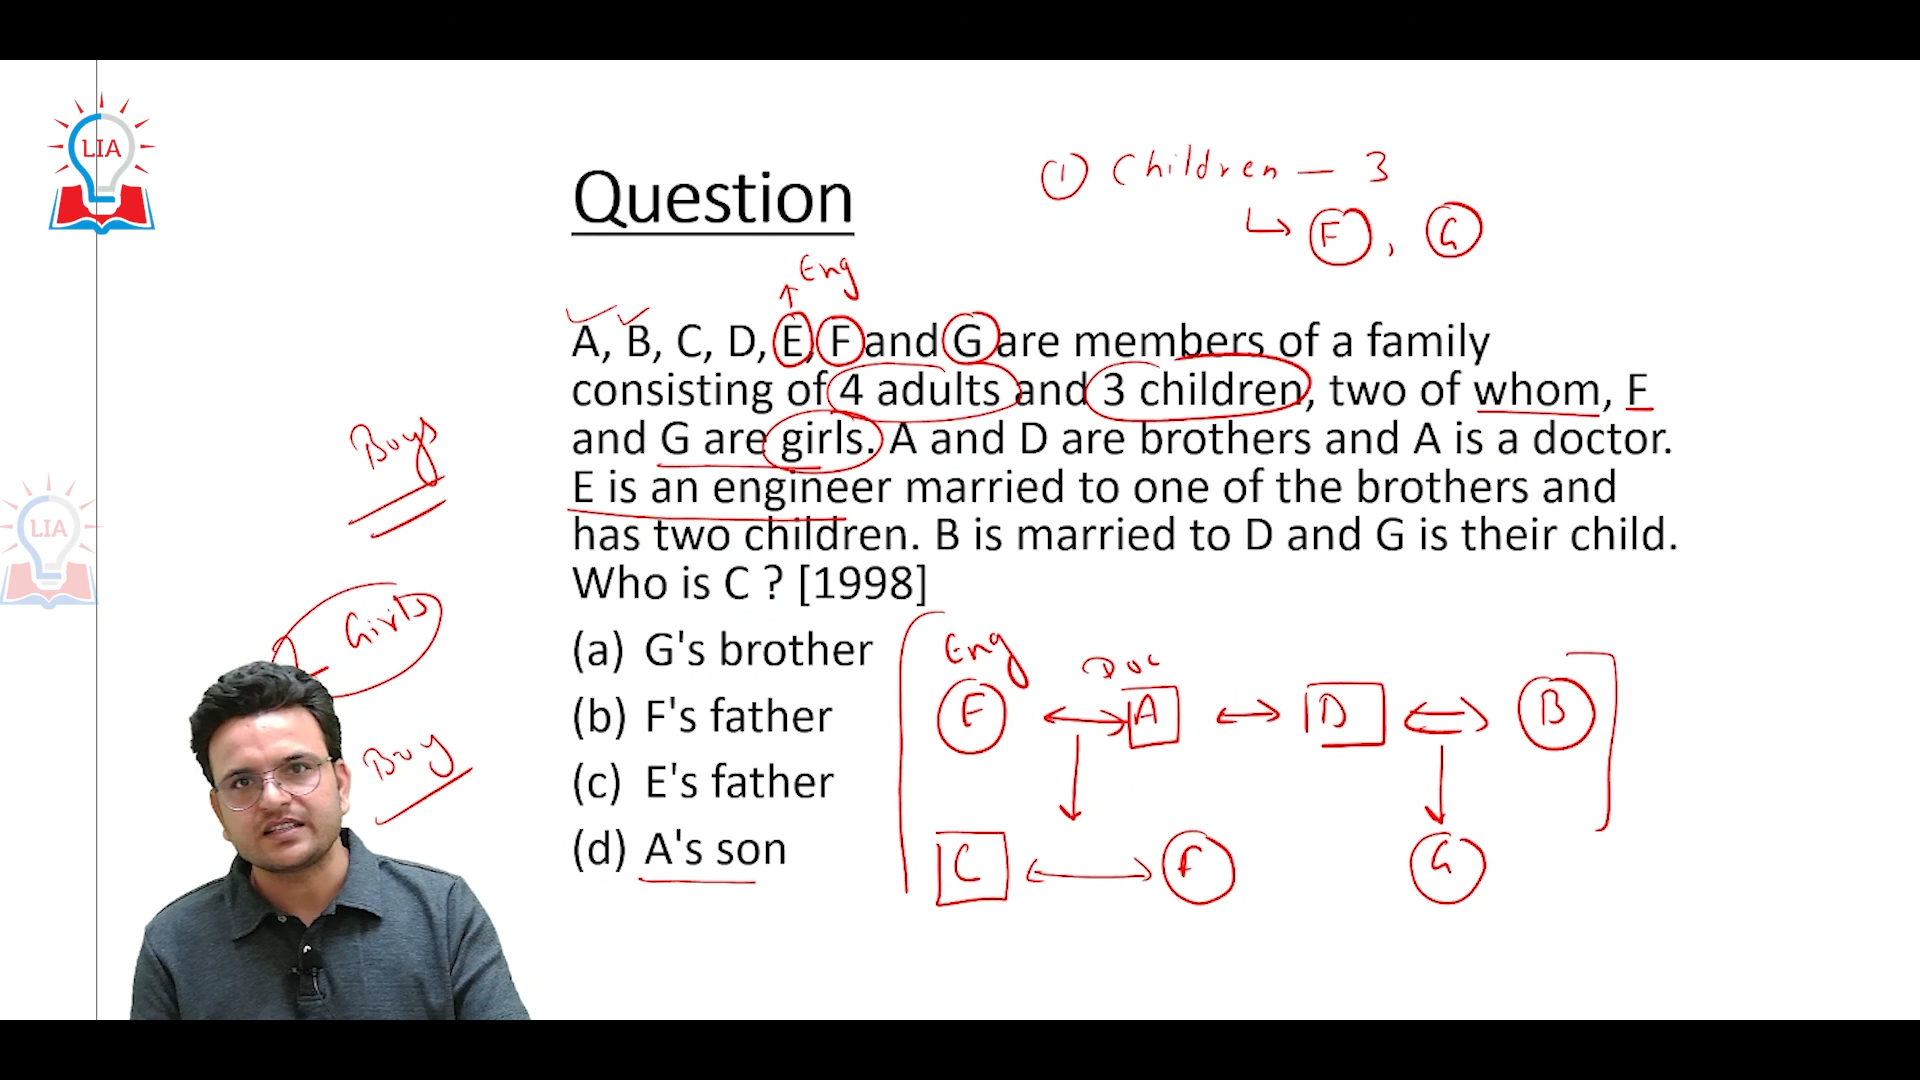 LIA
① Children – 3
↳ F, G
Question
Eng
A, B, C, D, E, F and G are members of a family
consisting of 4 adults and 3 children, two of whom, F
and G are girls. A and D are brothers and A is a doctor.
E is an engineer married to one of the brothers and
has two children. B is married to D and G is their child.
Who is C ? [1998]
Boys
LIA
2 Girls
Boy
(a) G's brother
(b) F's father
(c) E's father
(d) A's son
Eng Doc
E ↔ A ↔ D ⇔ B
C ↔ F G